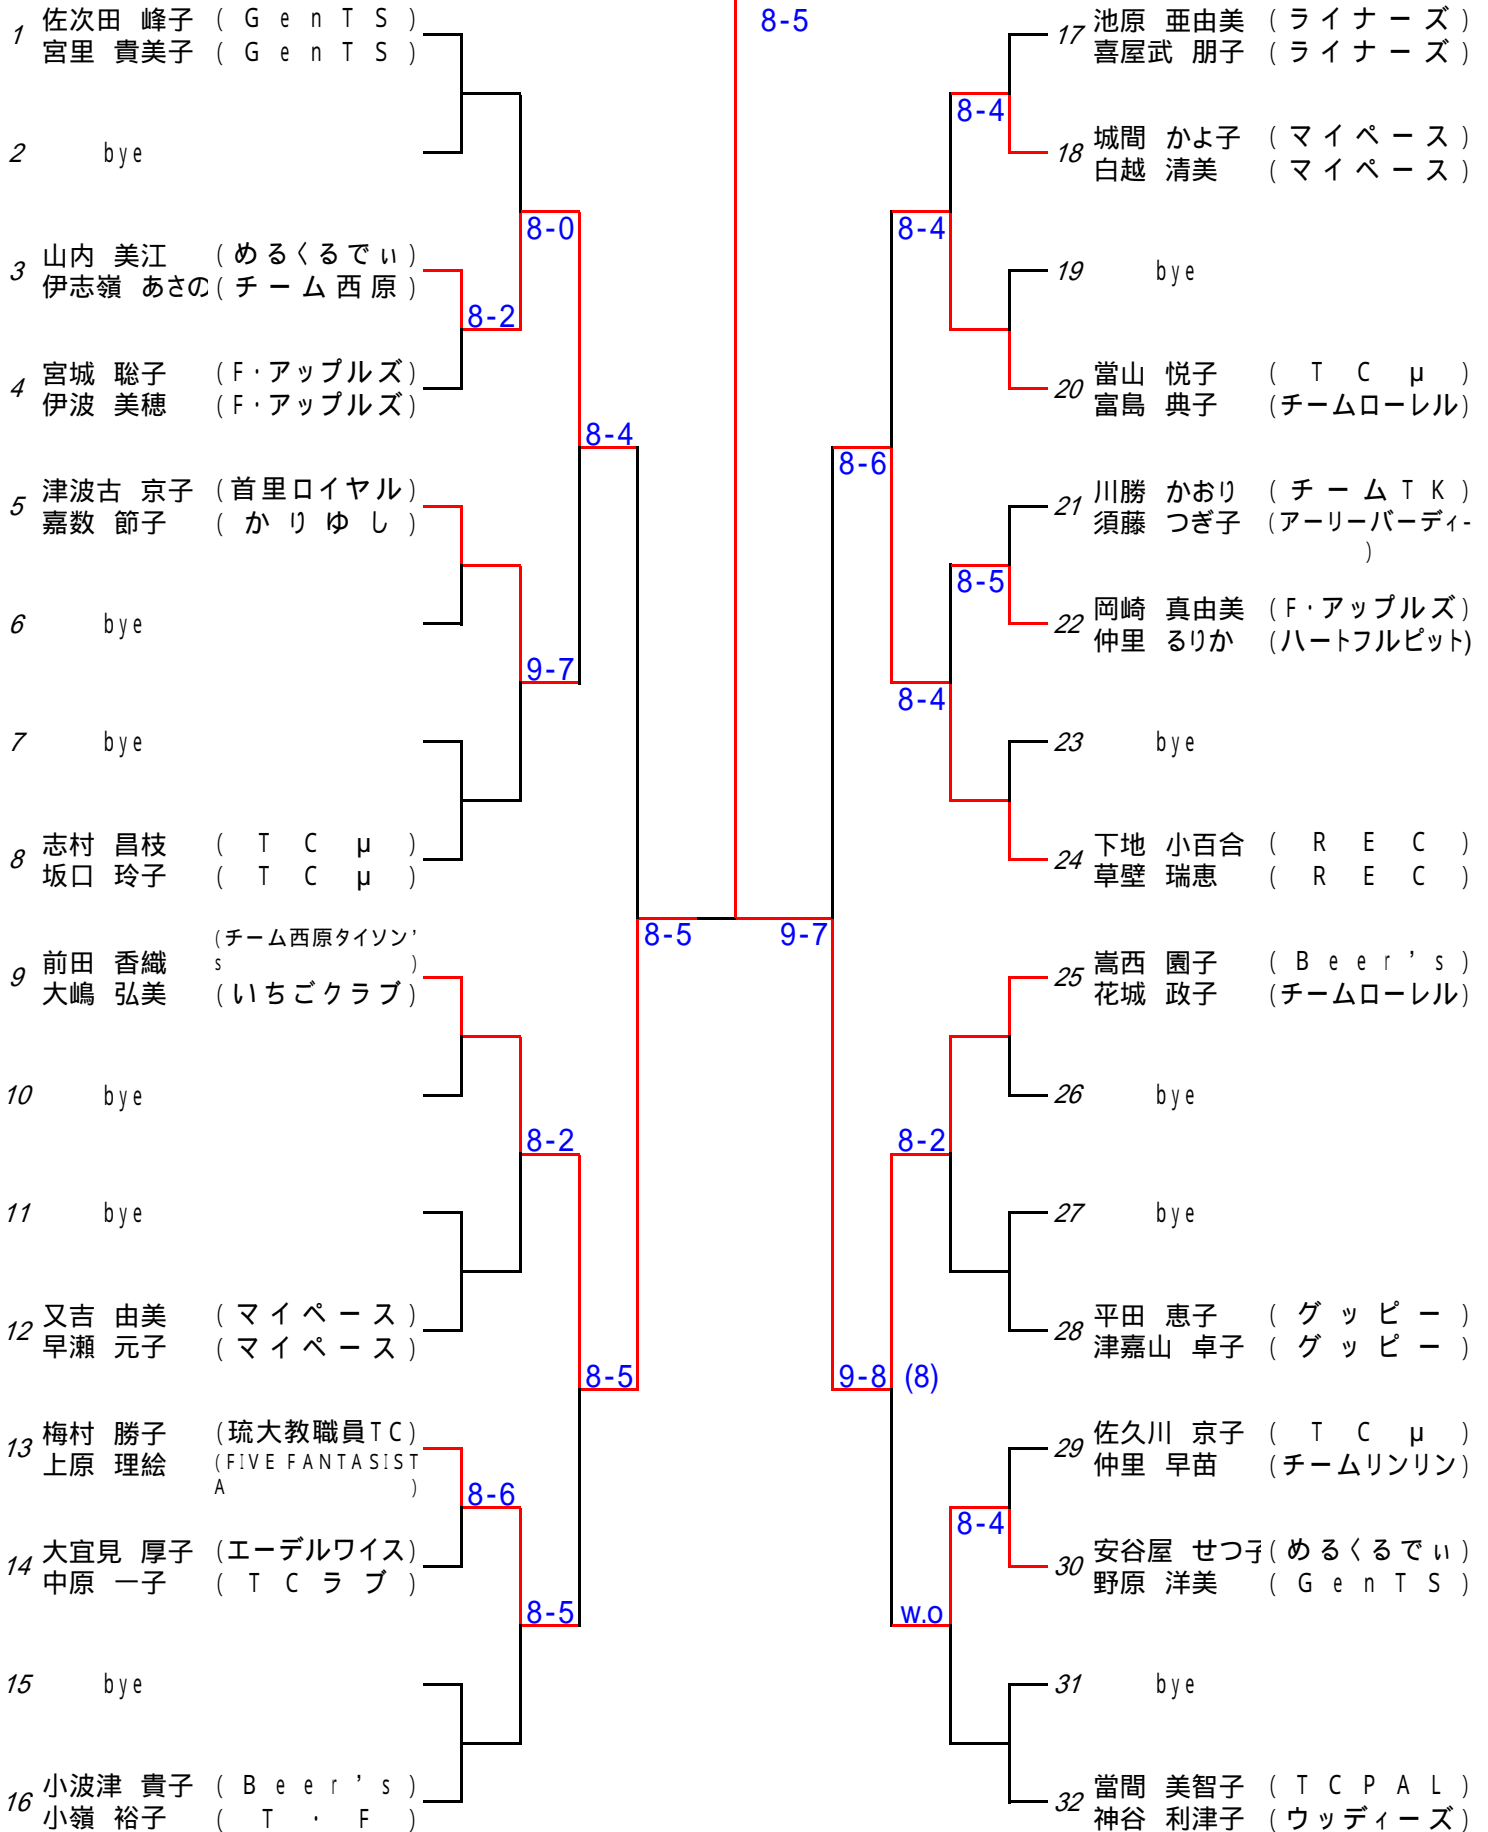 1 佐次田 峰子 (GenTS)
宮里 貴美子 (GenTS)
2 bye
3 山内 美江 (めるくるでぃ)
伊志嶺 あさの (チーム西原)
8-2
8-0
4 宮城 聡子 (F・アップルズ)
伊波 美穂 (F・アップルズ)
8-4
5 津波古 京子 (首里ロイヤル)
嘉数 節子 (かりゆし)
6 bye
9-7
7 bye
8 志村 昌枝 (TCμ)
坂口 玲子 (TCμ)
8-5
9 前田 香織 (チーム西原タイソン's)
大嶋 弘美 (いちごクラブ)
10 bye
8-2
11 bye
12 又吉 由美 (マイペース)
早瀬 元子 (マイペース)
8-5
13 梅村 勝子 (琉大教職員TC)
上原 理絵 (FIVE FANTASISTA)
8-6
14 大宜見 厚子 (エーデルワイス)
中原 一子 (TCラブ)
8-5
15 bye
16 小波津 貴子 (Beer's)
小嶺 裕子 (T・F)
8-5
17 池原 亜由美 (ライナーズ)
喜屋武 朋子 (ライナーズ)
8-4
18 城間 かよ子 (マイペース)
白越 清美 (マイペース)
8-4
19 bye
20 當山 悦子 (TCμ)
富島 典子 (チームローレル)
8-6
21 川勝 かおり (チームTK)
須藤 つぎ子 (アーリーバーディ-)
8-5
22 岡崎 真由美 (F・アップルズ)
仲里 るりか (ハートフルピット)
8-4
23 bye
24 下地 小百合 (REC)
草壁 瑞恵 (REC)
9-7
25 嵩西 園子 (Beer's)
花城 政子 (チームローレル)
26 bye
8-2
27 bye
28 平田 恵子 (グッピー)
津嘉山 卓子 (グッピー)
9-8 (8)
29 佐久川 京子 (TCμ)
仲里 早苗 (チームリンリン)
8-4
30 安谷屋 せつ子 (めるくるでぃ)
野原 洋美 (GenTS)
w.o
31 bye
32 當間 美智子 (TCPAL)
神谷 利津子 (ウッディーズ)